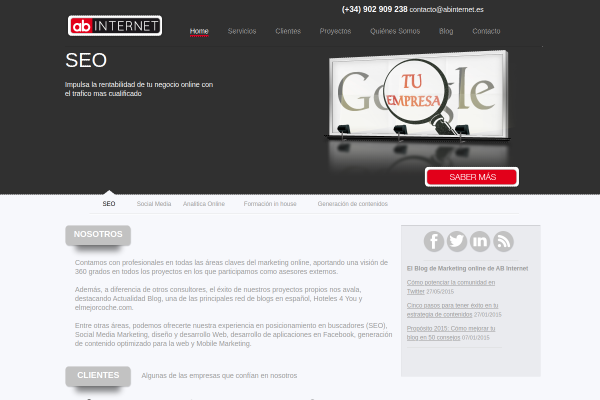 (+34) 902 909 238 contacto@abinternet.es
ab INTERNET
Home Servicios Clientes Proyectos Quiénes Somos Blog Contacto
SEO
Impulsa la rentabilidad de tu negocio online con
el trafico mas cualificado
Google
TU
EMPRESA
SABER MÁS
SEO Social Media Analítica Online Formación in house Generación de contenidos
NOSOTROS
Contamos con profesionales en todas las áreas claves del marketing online, aportando una visión de
360 grados en todos los proyectos en los que participamos como asesores externos.
Además, a diferencia de otros consultores, el éxito de nuestros proyectos propios nos avala,
destacando Actualidad Blog, una de las principales red de blogs en español, Hoteles 4 You y
elmejorcoche.com.
Entre otras áreas, podemos ofrecerte nuestra experiencia en posicionamiento en buscadores (SEO),
Social Media Marketing, diseño y desarrollo Web, desarrollo de aplicaciones en Facebook, generación
de contenido optimizado para la web y Mobile Marketing.
El Blog de Marketing online de AB Internet
Cómo potenciar la comunidad en
Twitter 27/05/2015
Cinco pasos para tener éxito en tu
estrategia de contenidos 27/01/2015
Propósito 2015: Cómo mejorar tu
blog en 50 consejos 07/01/2015
CLIENTES
Algunas de las empresas que confían en nosotros